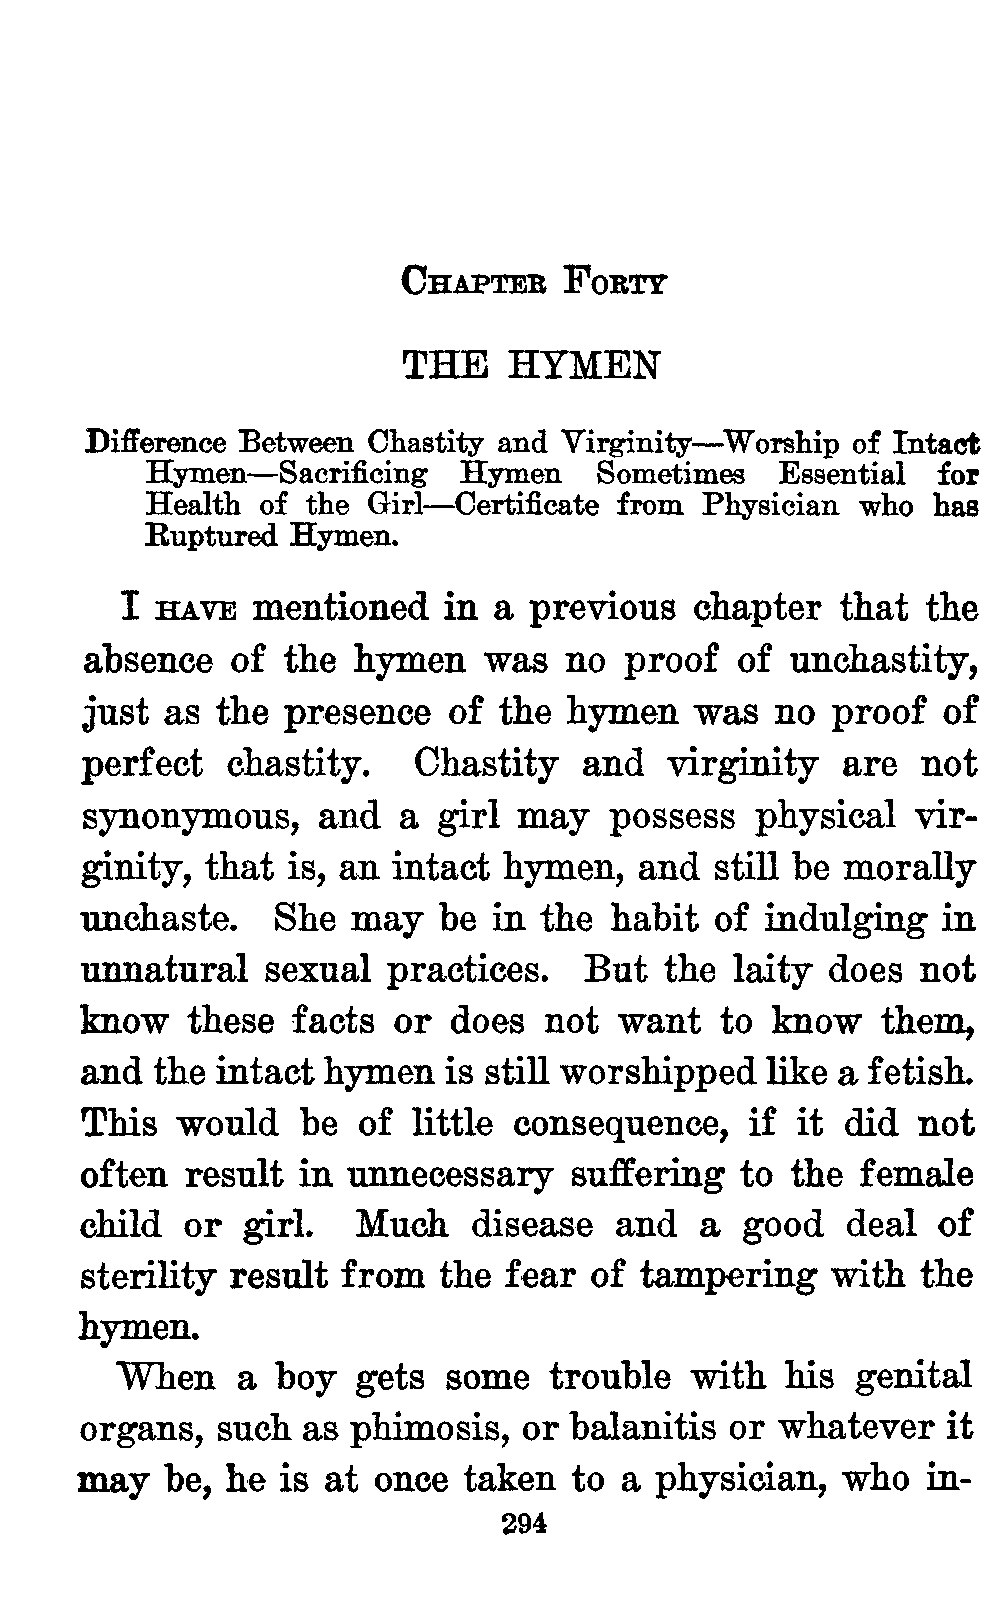 CHAPTER FORTY
THE HYMEN
Difference Between Chastity and Virginity—Worship of Intact
Hymen—Sacrificing Hymen Sometimes Essential for
Health of the Girl—Certificate from Physician who has
Ruptured Hymen.
I HAVE mentioned in a previous chapter that the
absence of the hymen was no proof of unchastity,
just as the presence of the hymen was no proof of
perfect chastity. Chastity and virginity are not
synonymous, and a girl may possess physical vir-
ginity, that is, an intact hymen, and still be morally
unchaste. She may be in the habit of indulging in
unnatural sexual practices. But the laity does not
know these facts or does not want to know them,
and the intact hymen is still worshipped like a fetish.
This would be of little consequence, if it did not
often result in unnecessary suffering to the female
child or girl. Much disease and a good deal of
sterility result from the fear of tampering with the
hymen.
When a boy gets some trouble with his genital
organs, such as phimosis, or balanitis or whatever it
may be, he is at once taken to a physician, who in-
294